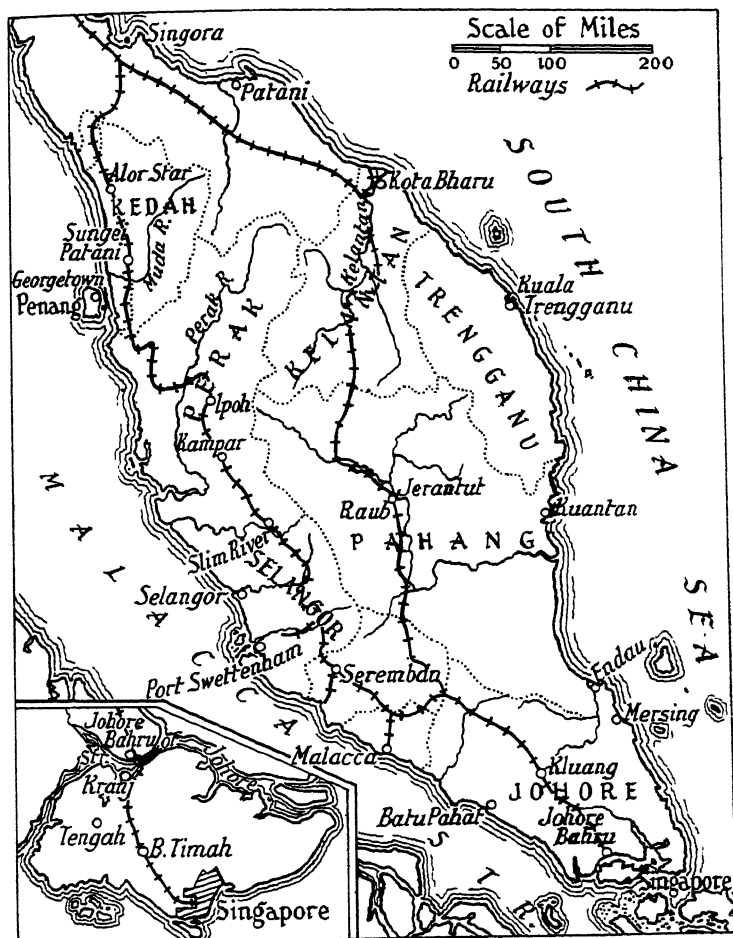 Singora
Scale of Miles
0 50 100 200
Railways
Patani
SOUTH CHINA SEA
Alor Star
KEDAH
Kota Bharu
Sungei
Patani
Muda R.
Georgetown
Penang
Perak R
PERAK
Kelantan
KELANTAN
TRENGGANU
Kuala
Trengganu
Ipoh
Kampar
Jerantut
Raub
Kuantan
PAHANG
Slim River
SELANGOR
Selangor
Port Swettenham
Seremban
MALACCA
STR.
Endau
Mersing
Malacca
Kluang
JOHORE
Batu Pahat
Johore
Bahru
Singapore
Johore
Bahru
Str. of Johore
Kranj
Tengah
B. Timah
Singapore